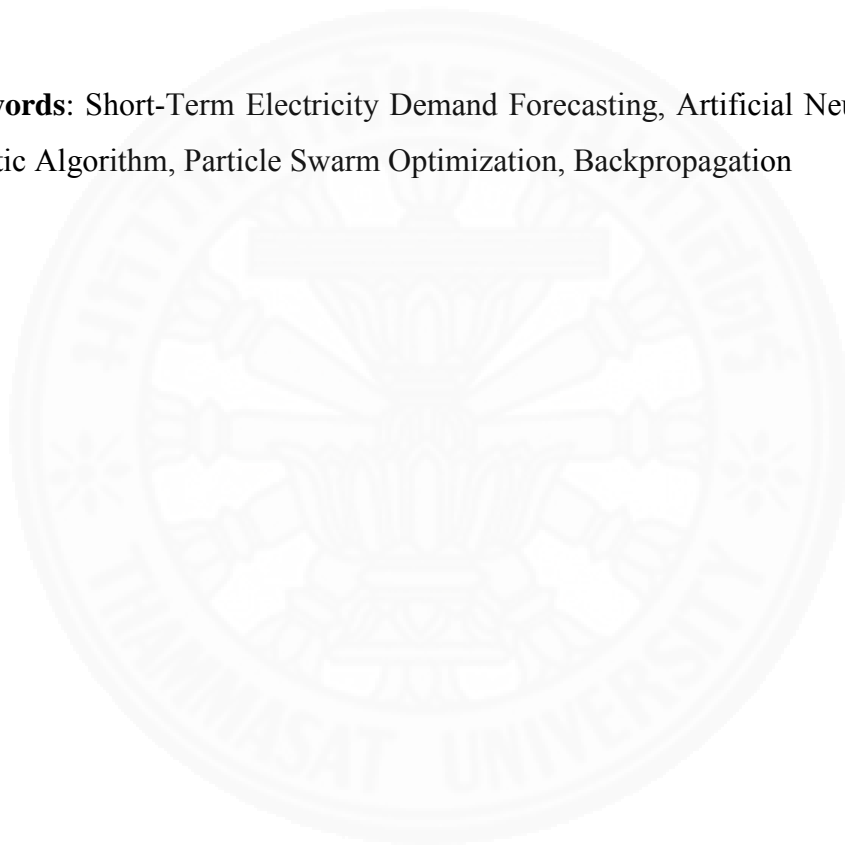 words: Short-Term Electricity Demand Forecasting, Artificial Neu
tic Algorithm, Particle Swarm Optimization, Backpropagation
THAMMASAT UNIVERSITY